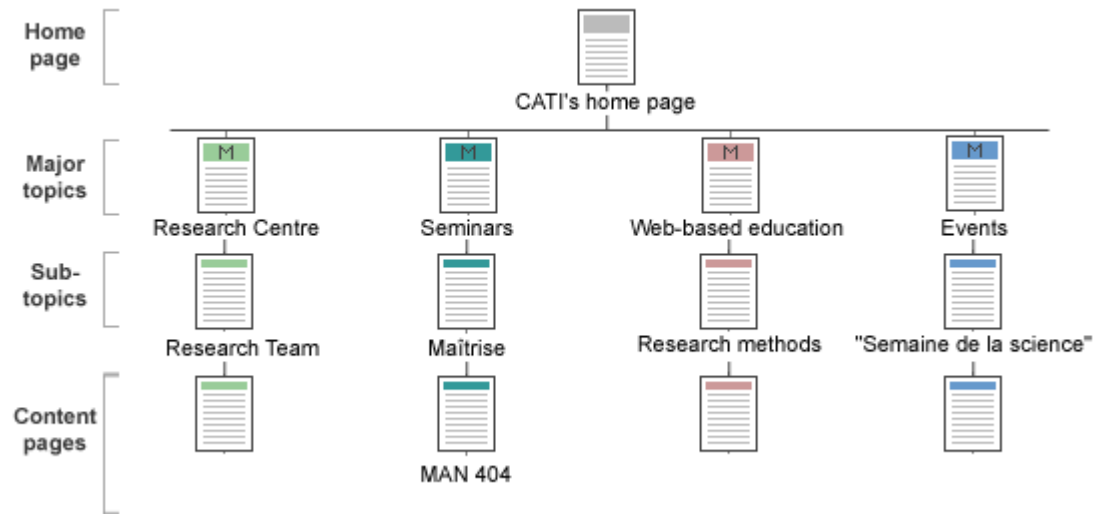 Home
page
CATI's home page
Major
topics
M
M
M
M
Research Centre
Seminars
Web-based education
Events
Sub-
topics
Research Team
Maîtrise
Research methods
"Semaine de la science"
Content
pages
MAN 404